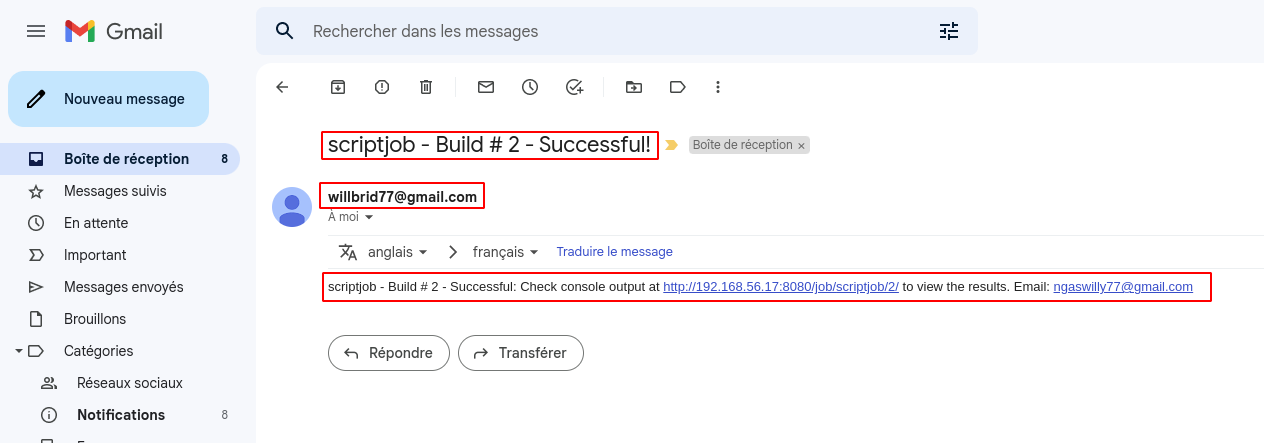 Gmail
Rechercher dans les messages
Nouveau message
Boîte de réception 8
Messages suivis
En attente
Important
Messages envoyés
Brouillons
Catégories
Réseaux sociaux
Notifications 8
scriptjob - Build # 2 - Successful! Boîte de réception ×
willbrid77@gmail.com
À moi
anglais français Traduire le message
scriptjob - Build # 2 - Successful: Check console output at http://192.168.56.17:8080/job/scriptjob/2/ to view the results. Email: ngaswilly77@gmail.com
Répondre Transférer